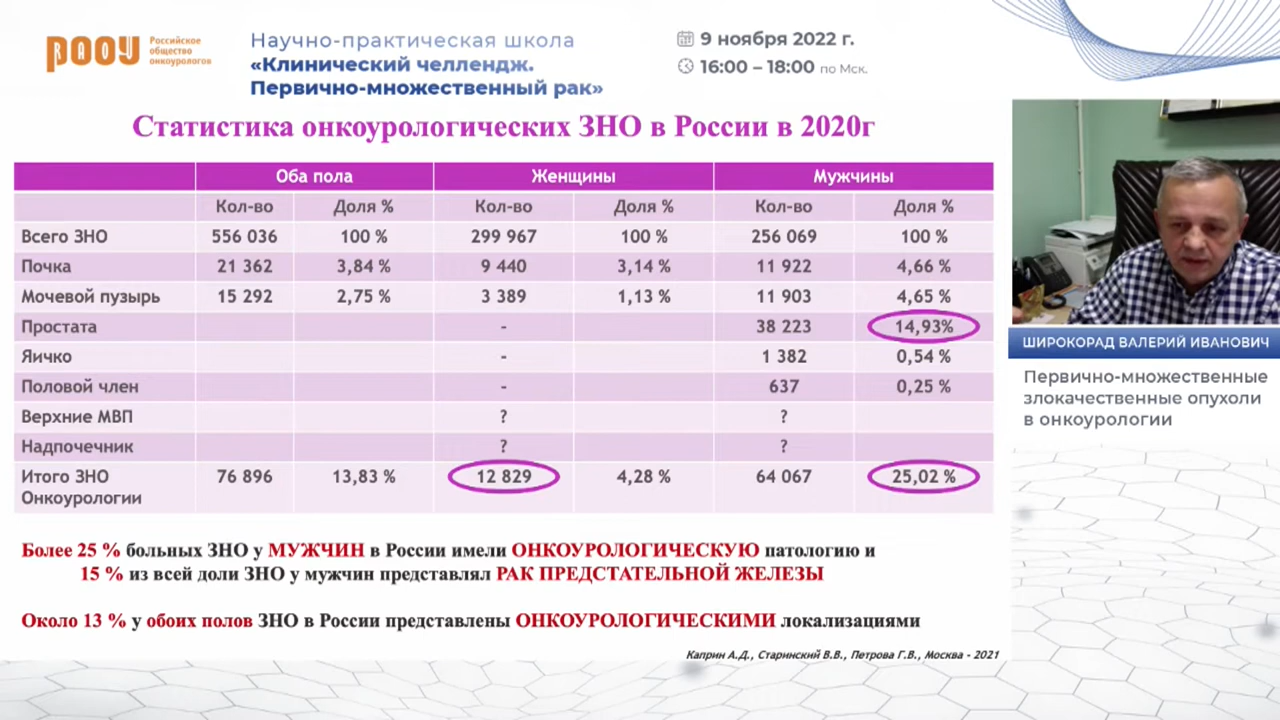 РАОУ
Российское
общество
онкоурологов
Научно-практическая школа
«Клинический челлендж.
Первично-множественный рак»
9 ноября 2022 г.
16:00 – 18:00 по Мск.
Статистика онкоурологических ЗНО в России в 2020г
Оба пола Женщины Мужчины
Кол-во Доля % Кол-во Доля % Кол-во Доля %
Всего ЗНО 556 036 100 % 299 967 100 % 256 069 100 %
Почка 21 362 3,84 % 9 440 3,14 % 11 922 4,66 %
Мочевой пузырь 15 292 2,75 % 3 389 1,13 % 11 903 4,65 %
Простата - 38 223 14,93%
Яичко - 1 382 0,54 %
Половой член - 637 0,25 %
Верхние МВП ? ?
Надпочечник ? ?
Итого ЗНО 76 896 13,83 % 12 829 4,28 % 64 067 25,02 %
Онкоурологии
Более 25 % больных ЗНО у МУЖЧИН в России имели ОНКОУРОЛОГИЧЕСКУЮ патологию и
15 % из всей доли ЗНО у мужчин представлял РАК ПРЕДСТАТЕЛЬНОЙ ЖЕЛЕЗЫ
Около 13 % у обоих полов ЗНО в России представлены ОНКОУРОЛОГИЧЕСКИМИ локализациями
Каприн А.Д., Старинский В.В., Петрова Г.В., Москва - 2021
ШИРОКОРАД ВАЛЕРИЙ ИВАНОВИЧ
Первично-множественные
злокачественные опухоли
в онкоурологии